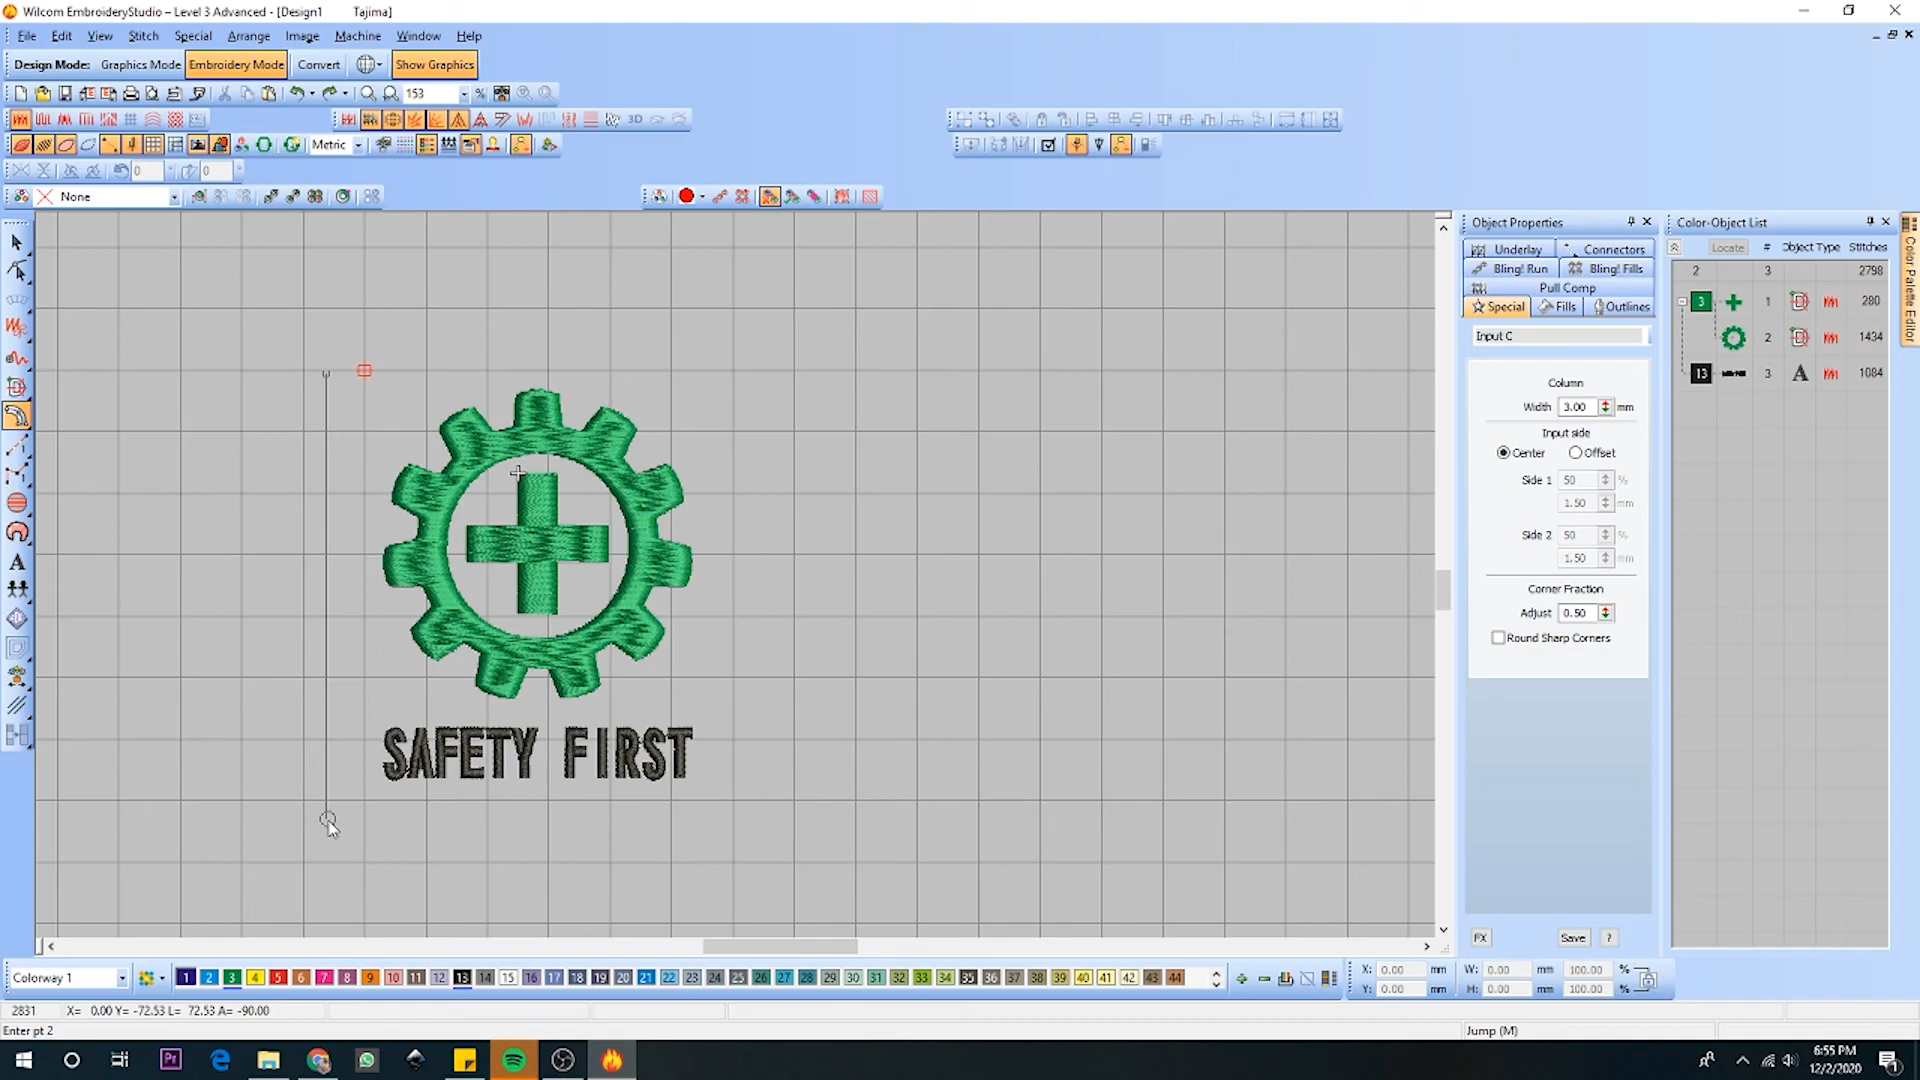 Wilcom EmbroideryStudio – Level 3 Advanced - [Design1 Tajima]
File Edit View Stitch Special Arrange Image Machine Window Help
Design Mode: Graphics Mode Embroidery Mode Convert Show Graphics
153 %
3D
Metric
0 0
None
Object Properties
Underlay Connectors
Bling! Run Bling! Fills
Pull Comp
Special Fills Outlines
Input C
Column
Width 3.00 mm
Input side
Center Offset
Side 1 50 %
1.50 mm
Side 2 50 %
1.50 mm
Corner Fraction
Adjust 0.50
Round Sharp Corners
FX Save ?
Color-Object List
Locate # Object Type Stitches
2 3 2798
3 1 280
2 1434
13 3 A 1084
Color Palette Editor
SAFETY FIRST
Colorway 1
1 2 3 4 5 6 7 8 9 10 11 12 13 14 15 16 17 18 19 20 21 22 23 24 25 26 27 28 29 30 31 32 33 34 35 36 37 38 39 40 41 42 43 44
X: 0.00 mm W: 0.00 mm 100.00 %
Y: 0.00 mm H: 0.00 mm 100.00 %
2831 X= 0.00 Y= -72.53 L= 72.53 A= -90.00
Enter pt 2
Jump (M)
6:55 PM
12/2/2020